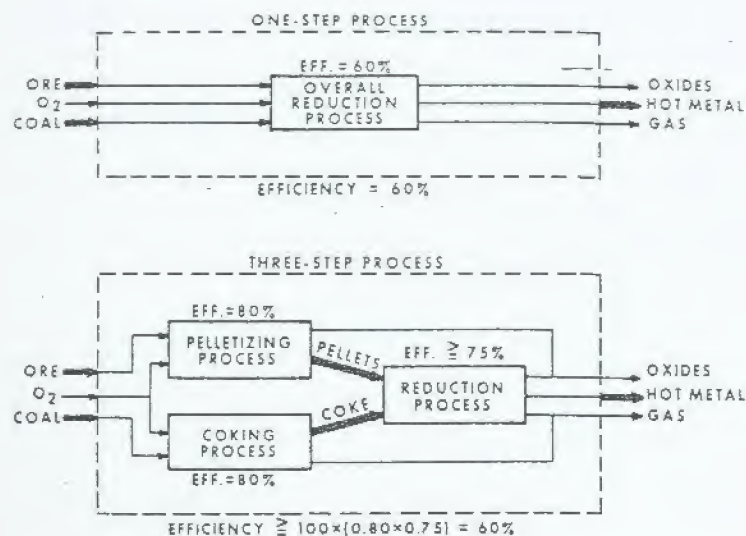 ONE-STEP PROCESS
EFF. = 60%
ORE
O2
COAL
OVERALL
REDUCTION
PROCESS
OXIDES
HOT METAL
GAS
EFFICIENCY = 60%
THREE-STEP PROCESS
EFF.=80%
PELLETIZING
PROCESS
PELLETS
EFF. ≧ 75%
ORE
O2
COAL
REDUCTION
PROCESS
OXIDES
HOT METAL
GAS
COKE
COKING
PROCESS
EFF.=80%
EFFICIENCY ≧ 100×(0.80×0.75) = 60%